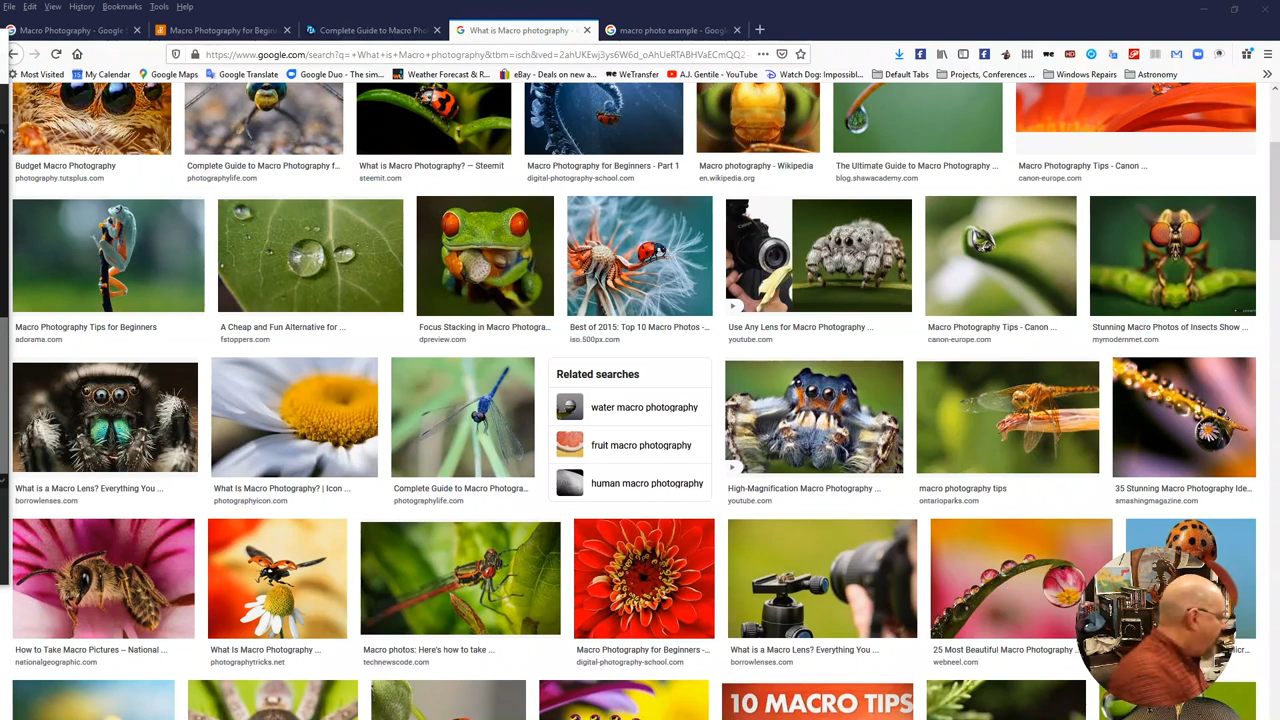 File Edit View History Bookmarks Tools Help
Macro Photography - Google S
Macro Photography for Beginn
Complete Guide to Macro Phot
What is Macro photography -
macro photo example - Google
https://www.google.com/search?q= +What+is+Macro+photography&tbm=isch&ved=2ahUKEwj3ys6W6d_oAhUeRTABHVaECmQQ2-
Most Visited My Calendar Google Maps Google Translate Google Duo - The sim... Weather Forecast & R... eBay - Deals on new a... WeTransfer A.J. Gentile - YouTube Watch Dog: Impossibl... Default Tabs Projects, Conferences ... Windows Repairs Astronomy
Budget Macro Photography
photography.tutsplus.com
Complete Guide to Macro Photography f...
photographylife.com
What is Macro Photography? — Steemit
steemit.com
Macro Photography for Beginners - Part 1
digital-photography-school.com
Macro photography - Wikipedia
en.wikipedia.org
The Ultimate Guide to Macro Photography ...
blog.shawacademy.com
Macro Photography Tips - Canon ...
canon-europe.com
Macro Photography Tips for Beginners
adorama.com
A Cheap and Fun Alternative for ...
fstoppers.com
Focus Stacking in Macro Photogra...
dpreview.com
Best of 2015: Top 10 Macro Photos -...
iso.500px.com
Use Any Lens for Macro Photography ...
youtube.com
Macro Photography Tips - Canon ...
canon-europe.com
Stunning Macro Photos of Insects Show ...
mymodernmet.com
Related searches
water macro photography
fruit macro photography
human macro photography
What is a Macro Lens? Everything You ...
borrowlenses.com
What Is Macro Photography? | Icon ...
photographyicon.com
Complete Guide to Macro Photogra...
photographylife.com
High-Magnification Macro Photography ...
youtube.com
macro photography tips
ontarioparks.com
35 Stunning Macro Photography Ide...
smashingmagazine.com
How to Take Macro Pictures – National ...
nationalgeographic.com
What Is Macro Photography ...
photographytricks.net
Macro photos: Here's how to take ...
technewscode.com
Macro Photography for Beginners -...
digital-photography-school.com
What is a Macro Lens? Everything You ...
borrowlenses.com
25 Most Beautiful Macro Photography
webneel.com
10 MACRO TIPS